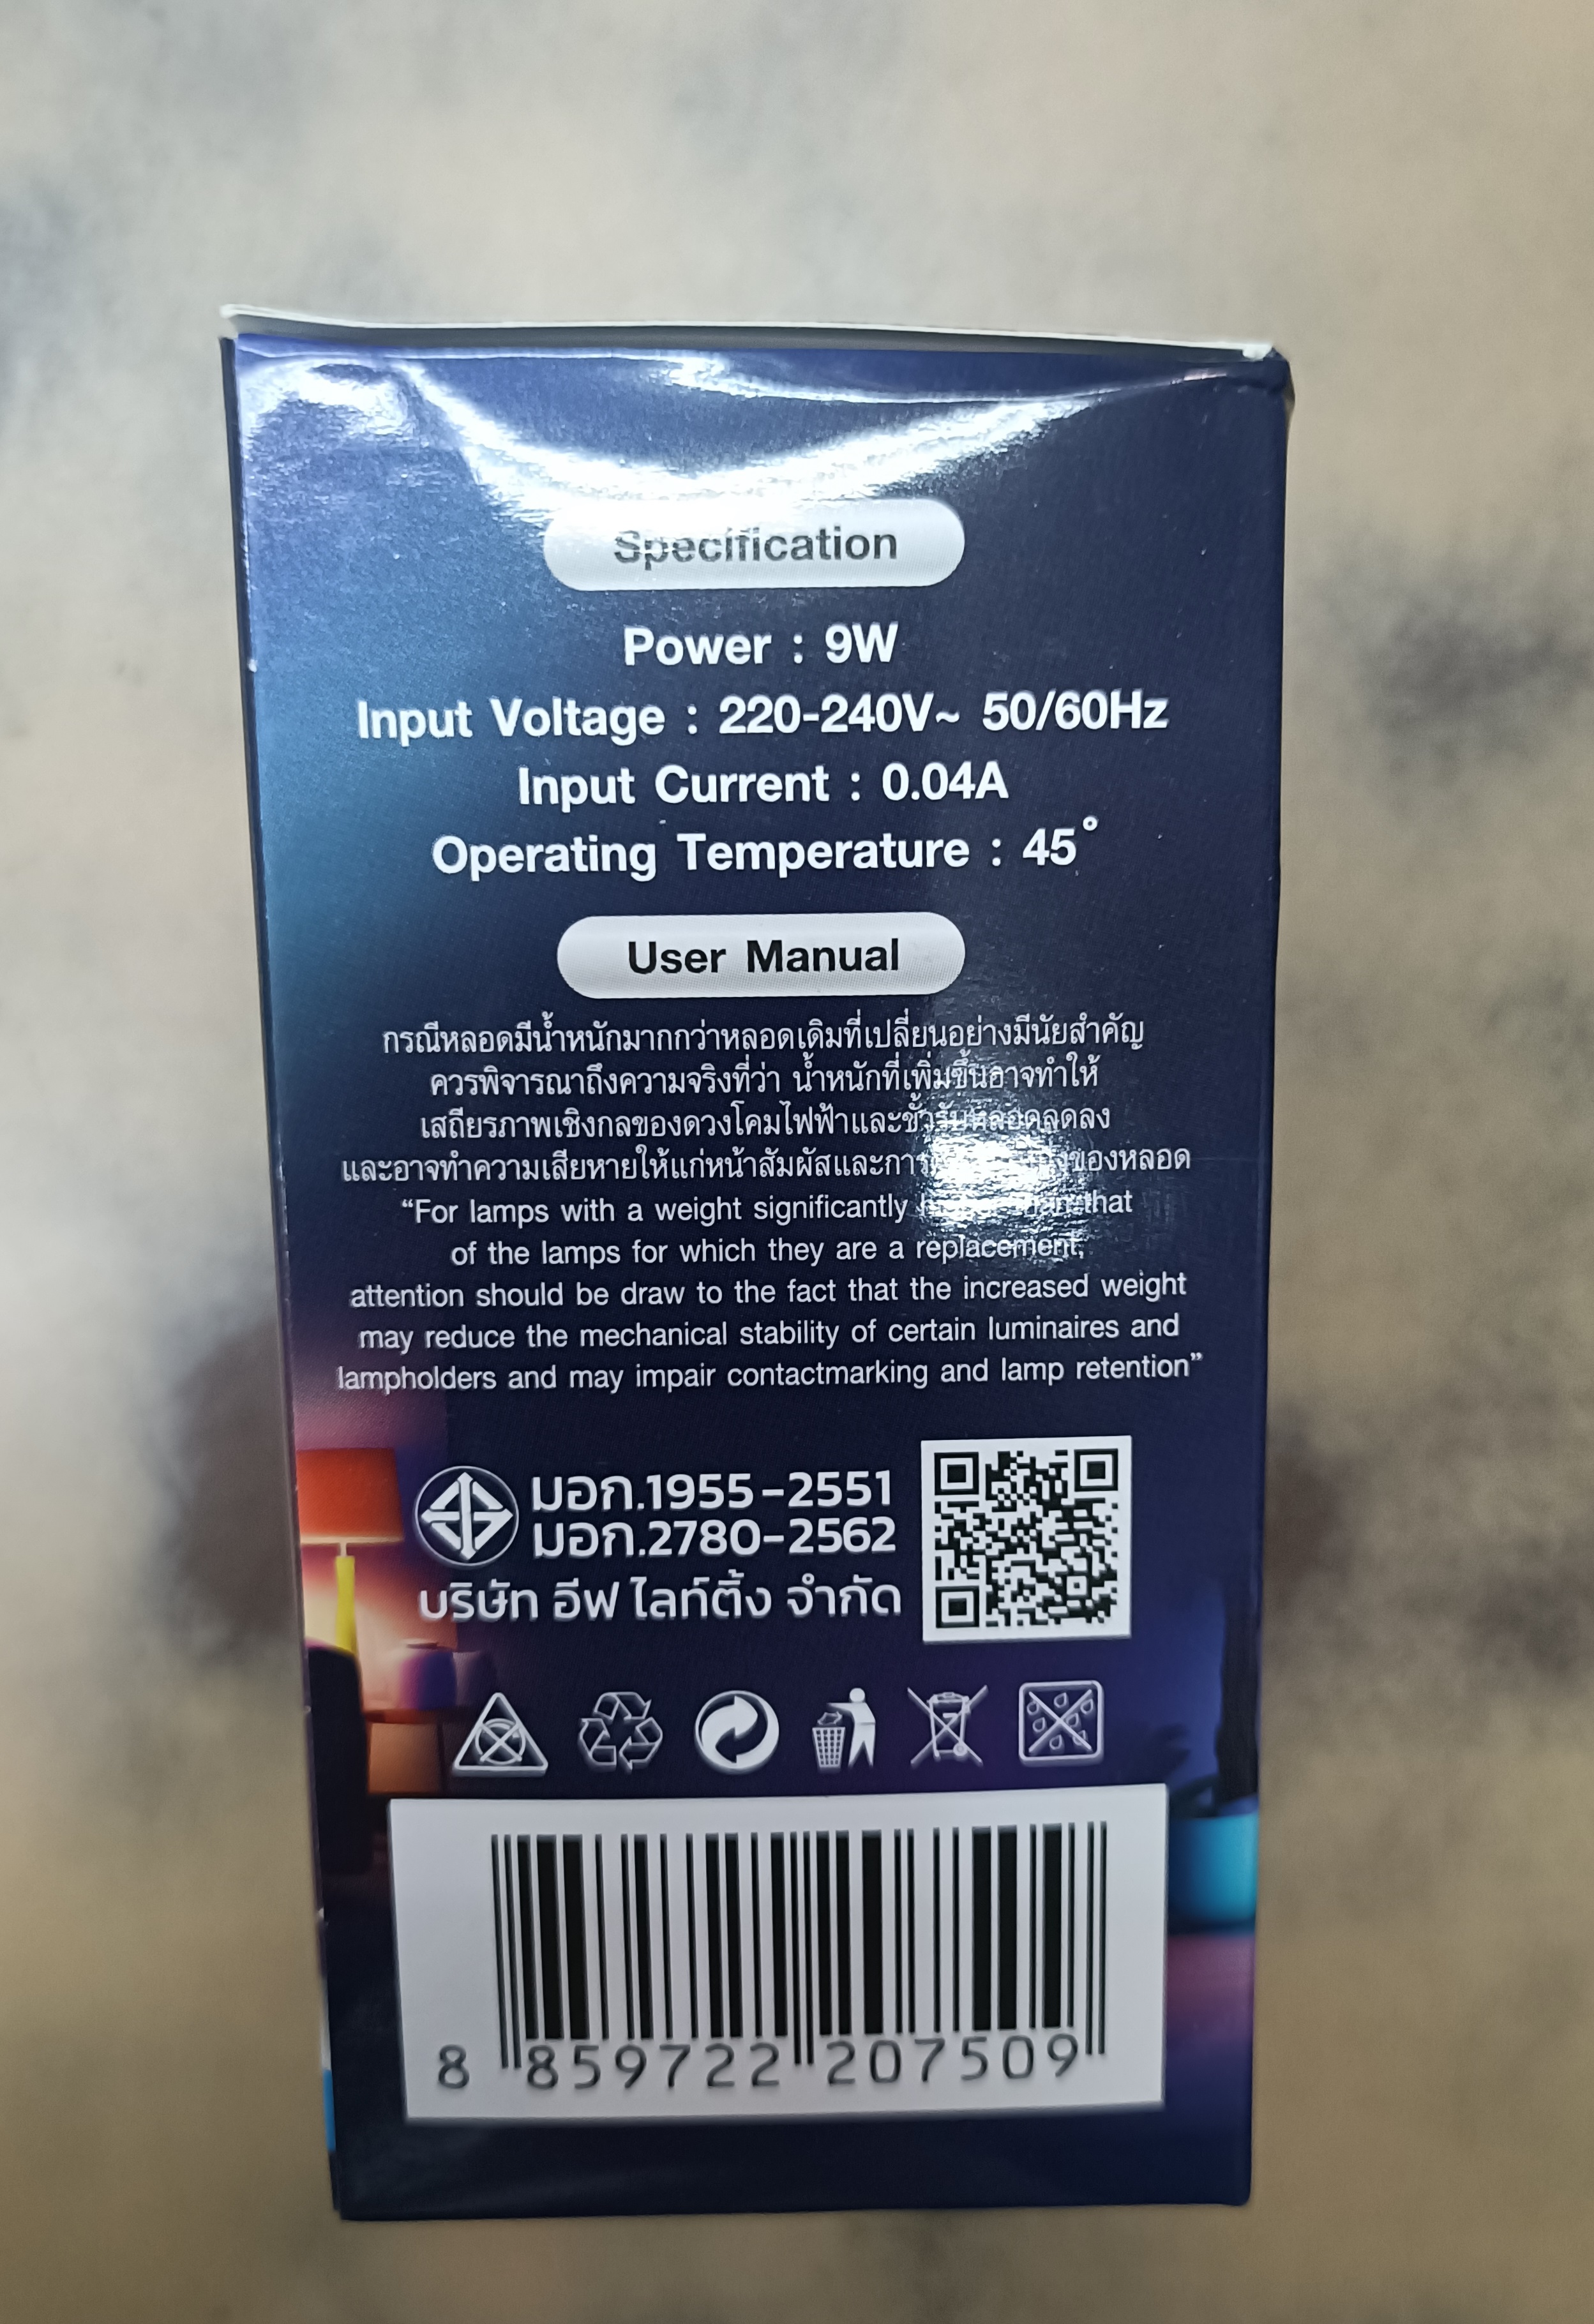 Specification
Power : 9W
Input Voltage : 220-240V~ 50/60Hz
Input Current : 0.04A
Operating Temperature : 45°
User Manual
กรณีหลอดมีน้ำหนักมากกว่าหลอดเดิมที่เปลี่ยนอย่างมีนัยสำคัญ
ควรพิจารณาถึงความจริงที่ว่า น้ำหนักที่เพิ่มขึ้นอาจทำให้
เสถียรภาพเชิงกลของดวงโคมไฟฟ้าและขั้วรับหลอดลดลง
และอาจทำความเสียหายให้แก่หน้าสัมผัสและการ ของหลอด
“For lamps with a weight significantly that
of the lamps for which they are a replacement,
attention should be draw to the fact that the increased weight
may reduce the mechanical stability of certain luminaires and
lampholders and may impair contactmarking and lamp retention”
มอก.1955-2551
มอก.2780-2562
บริษัท อีฟ ไลท์ติ้ง จำกัด
8 859722 207509